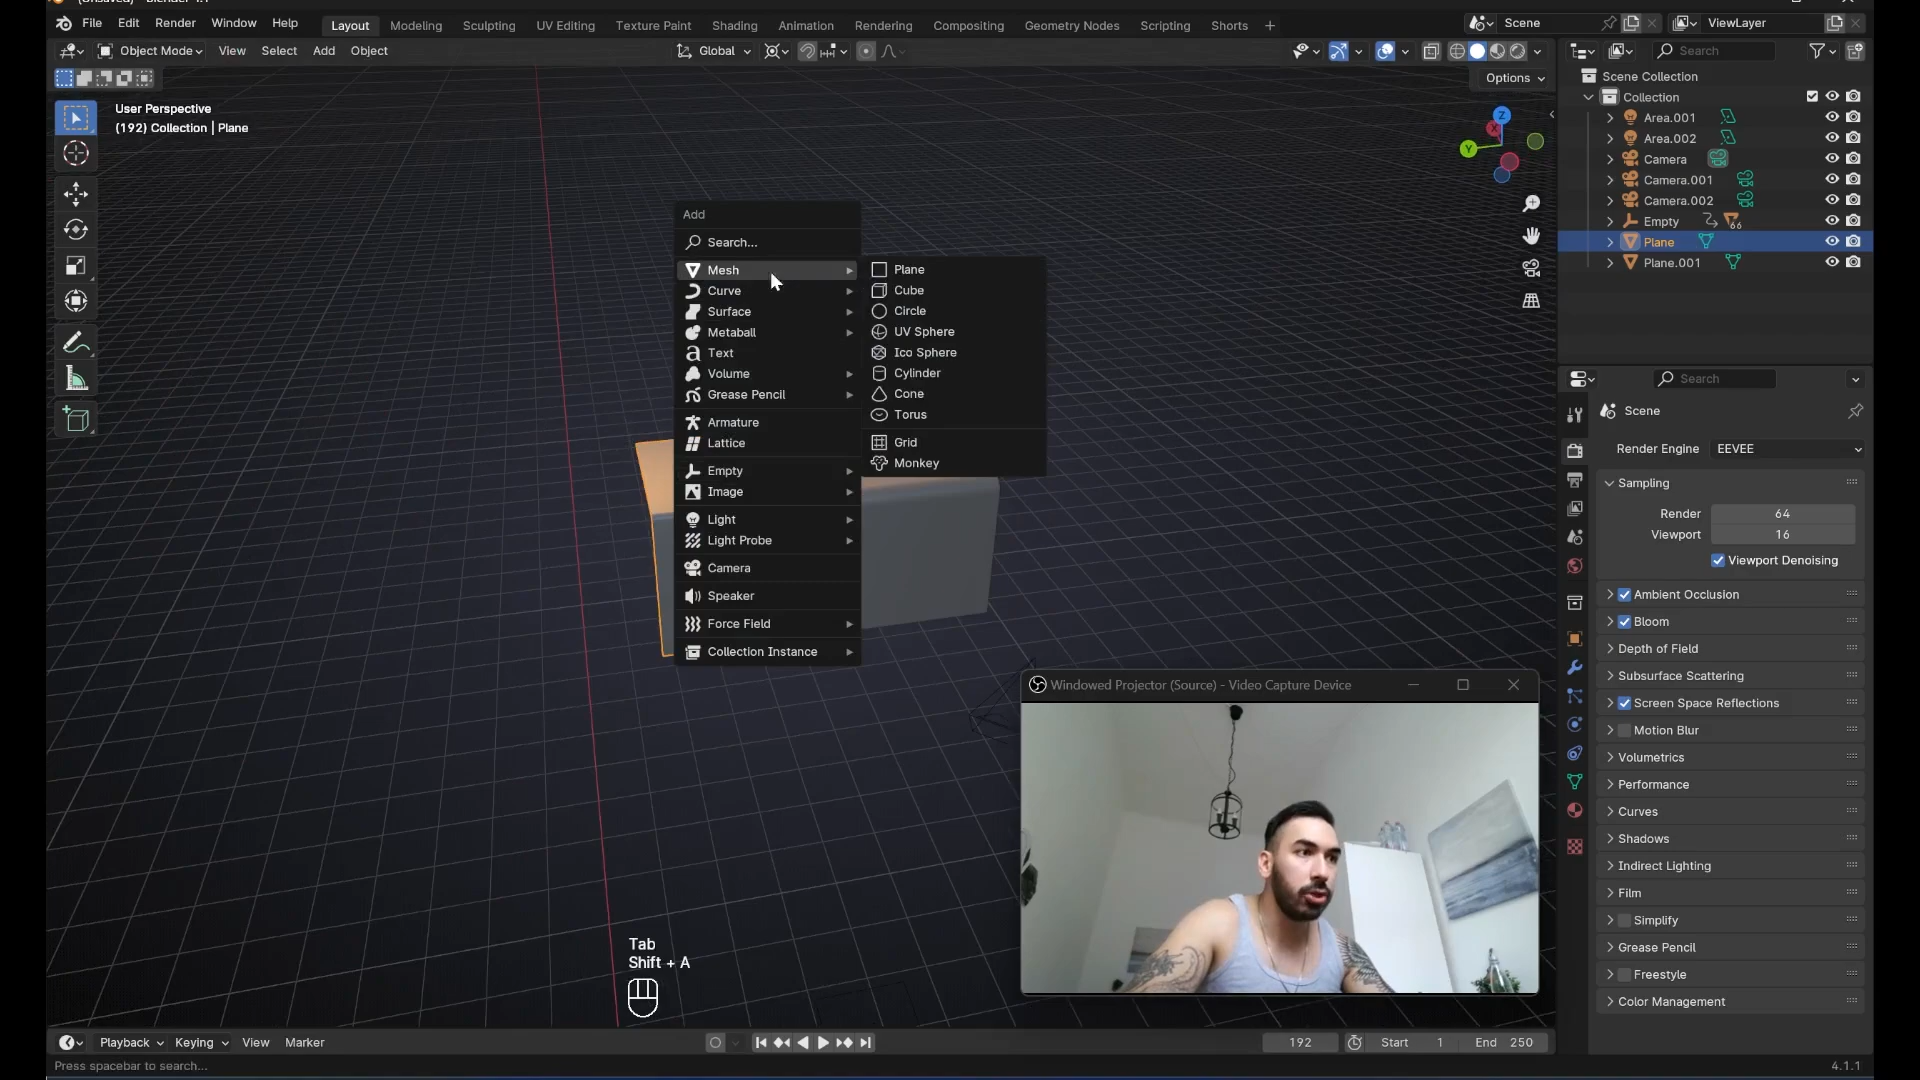 File Edit Render Window Help Layout Modeling Sculpting UV Editing Texture Paint Shading Animation Rendering Compositing Geometry Nodes Scripting Shorts + Scene ViewLayer
Object Mode View Select Add Object Global Search
Options
User Perspective
(192) Collection | Plane
Z
X
Y
Add
Search...
Mesh
Curve
Surface
Metaball
Text
Volume
Grease Pencil
Armature
Lattice
Empty
Image
Light
Light Probe
Camera
Speaker
Force Field
Collection Instance
Plane
Cube
Circle
UV Sphere
Ico Sphere
Cylinder
Cone
Torus
Grid
Monkey
Scene Collection
Collection
Area.001
Area.002
Camera
Camera.001
Camera.002
Empty 66
Plane
Plane.001
Search
Scene
Render Engine EEVEE
Sampling
Render 64
Viewport 16
Viewport Denoising
Ambient Occlusion
Bloom
Depth of Field
Subsurface Scattering
Screen Space Reflections
Motion Blur
Volumetrics
Performance
Curves
Shadows
Indirect Lighting
Film
Simplify
Grease Pencil
Freestyle
Color Management
Windowed Projector (Source) - Video Capture Device
Tab
Shift + A
Playback Keying View Marker 192 Start 1 End 250
Press spacebar to search... 4.1.1